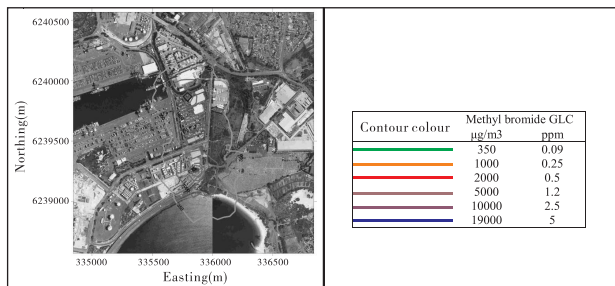 6240500
6240000
6239500
6239000
Northing(m)
335000 335500 336000 336500
Easting(m)
Contour colour Methyl bromide GLC
μg/m3 ppm
350 0.09
1000 0.25
2000 0.5
5000 1.2
10000 2.5
19000 5